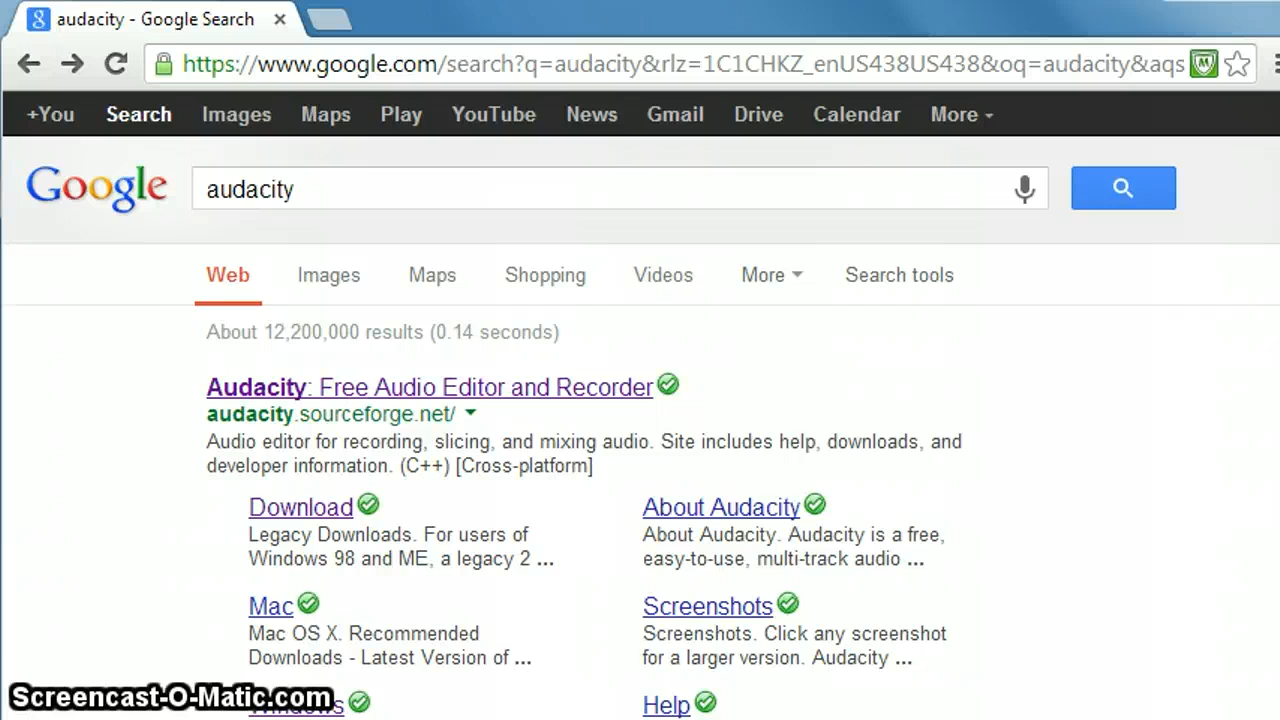 audacity - Google Search
https://www.google.com/search?q=audacity&rlz=1C1CHKZ_enUS438US438&oq=audacity&aqs
+You Search Images Maps Play YouTube News Gmail Drive Calendar More
Google audacity
Web Images Maps Shopping Videos More Search tools
About 12,200,000 results (0.14 seconds)
Audacity: Free Audio Editor and Recorder
audacity.sourceforge.net/
Audio editor for recording, slicing, and mixing audio. Site includes help, downloads, and
developer information. (C++) [Cross-platform]
Download
Legacy Downloads. For users of
Windows 98 and ME, a legacy 2 ...
About Audacity
About Audacity. Audacity is a free,
easy-to-use, multi-track audio ...
Mac
Mac OS X. Recommended
Downloads - Latest Version of ...
Screenshots
Screenshots. Click any screenshot
for a larger version. Audacity ...
Windows
Help
Screencast-O-Matic.com